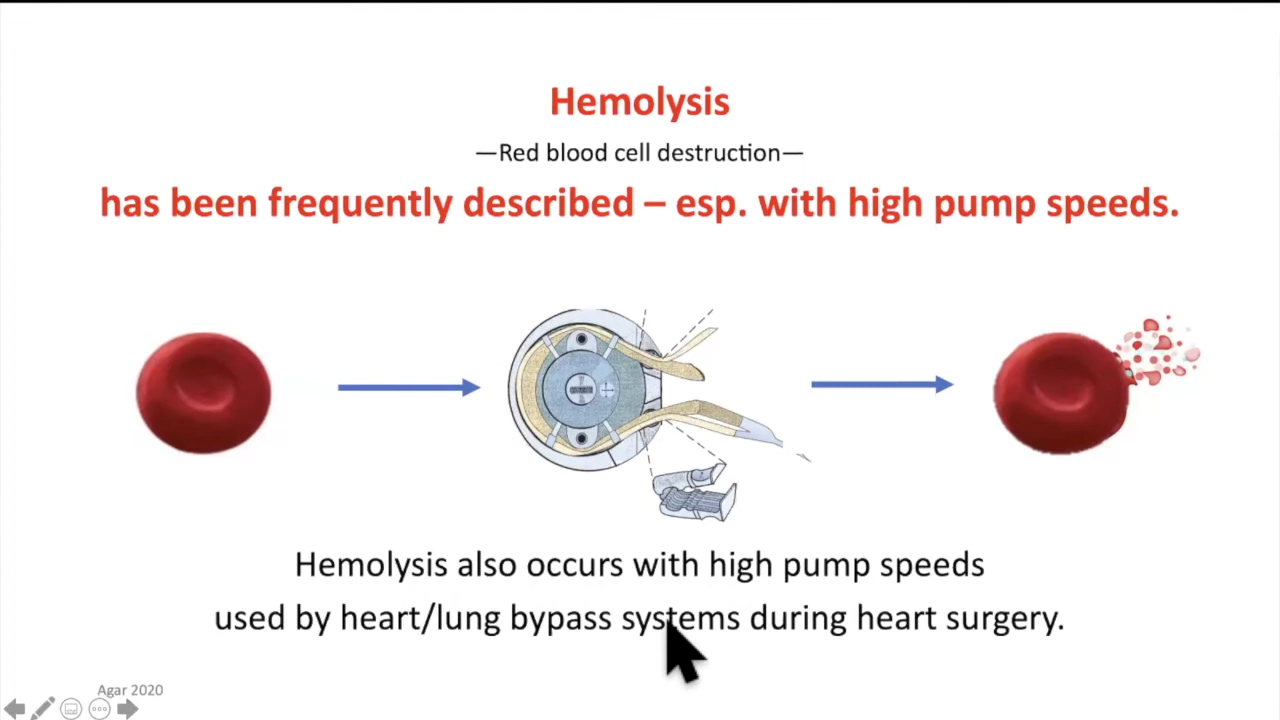 Hemolysis
—Red blood cell destruction—
has been frequently described – esp. with high pump speeds.
Hemolysis also occurs with high pump speeds
used by heart/lung bypass systems during heart surgery.
Agar 2020